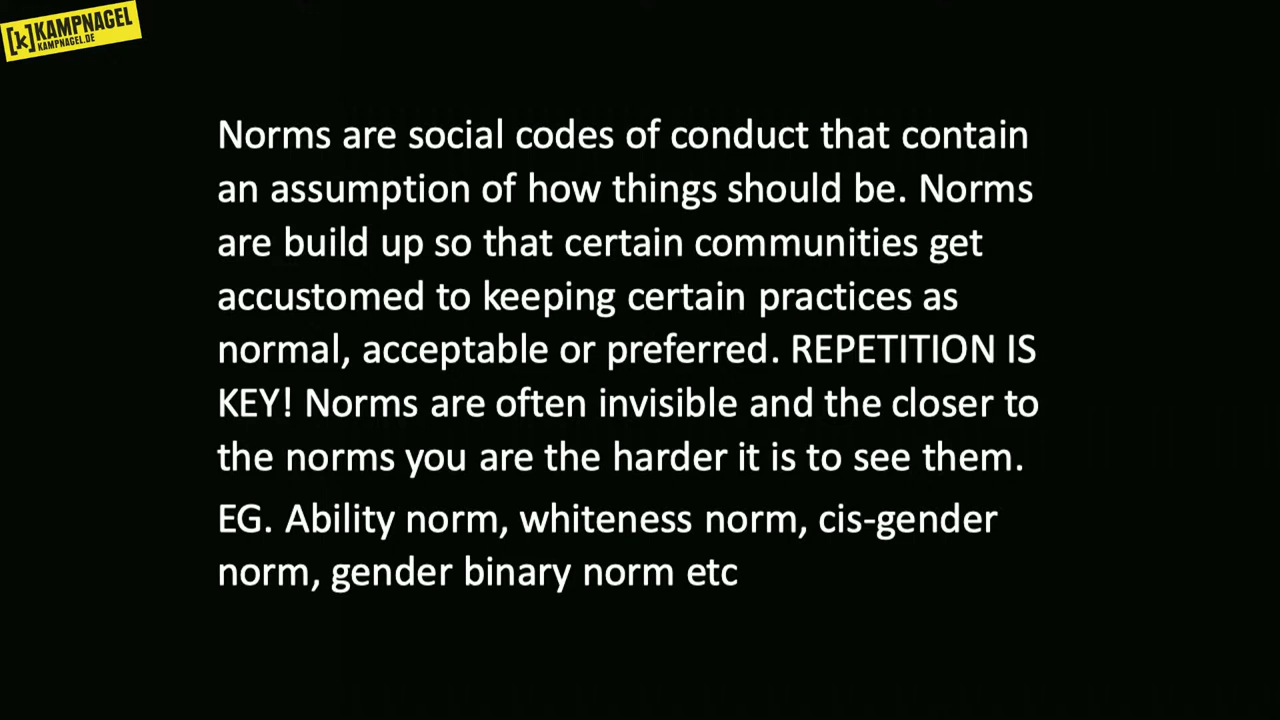 [k]KAMPNAGEL
KAMPNAGEL.DE
Norms are social codes of conduct that contain
an assumption of how things should be. Norms
are build up so that certain communities get
accustomed to keeping certain practices as
normal, acceptable or preferred. REPETITION IS
KEY! Norms are often invisible and the closer to
the norms you are the harder it is to see them.
EG. Ability norm, whiteness norm, cis-gender
norm, gender binary norm etc